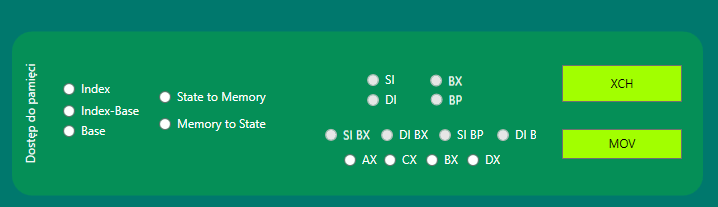 Dostęp do pamięci
Index
Index-Base
Base
State to Memory
Memory to State
SI BX
DI BP
SI BX DI BX SI BP DI B
AX CX BX DX
XCH
MOV